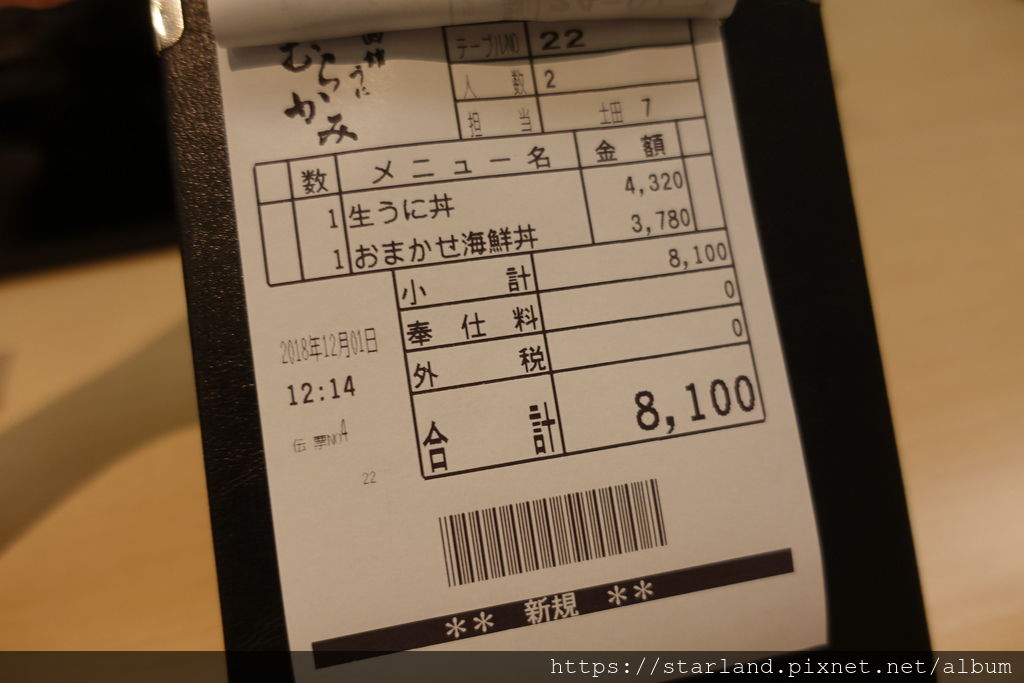 函館うに
むらかみ
テーブルNO 22
人 数 2
担 当 土田 7
数 メニュー名 金 額
1 生うに丼 4,320
1 おまかせ海鮮丼 3,780
小 計 8,100
奉 仕 料 0
外 税 0
合 計 8,100
2018年12月01日
12:14
伝 票NO4
22
** 新規 **
https://starland.pixnet.net/album